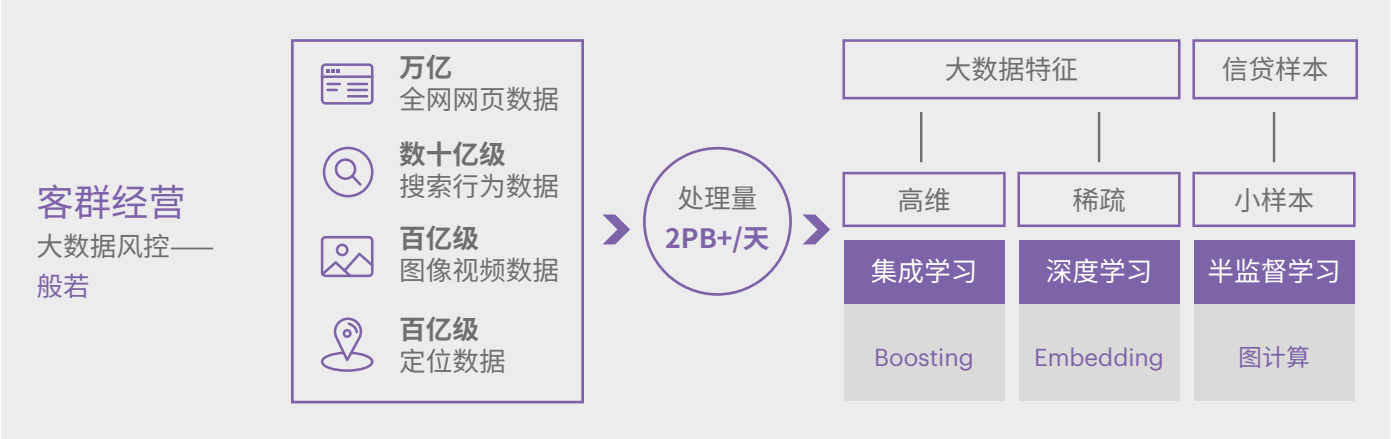 客群经营
大数据风控——
般若
万亿
全网网页数据
数十亿级
搜索行为数据
百亿级
图像视频数据
百亿级
定位数据
处理量
2PB+/天
大数据特征
信贷样本
高维
稀疏
小样本
集成学习
深度学习
半监督学习
Boosting
Embedding
图计算